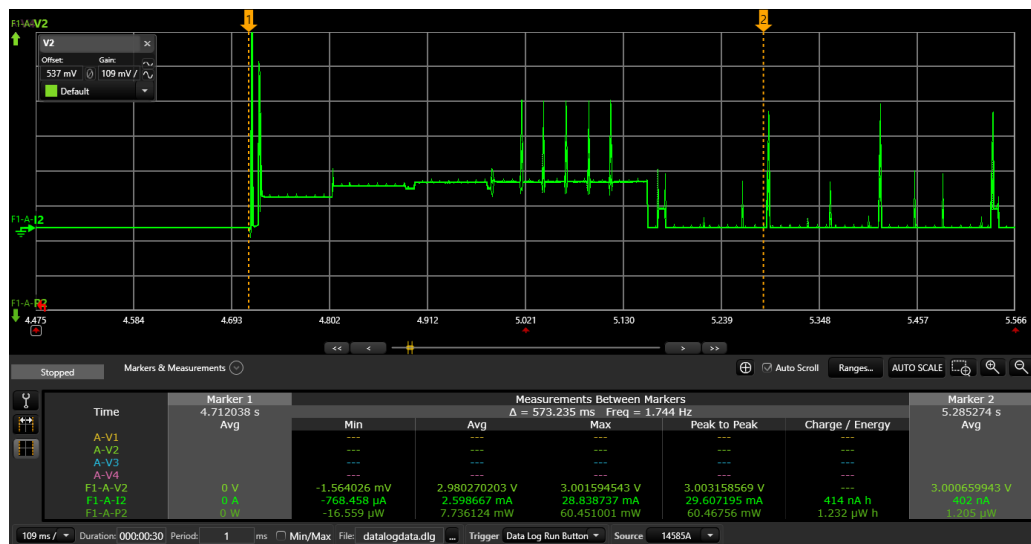 F1-A-V2
1
2
V2 ×
Offset: Gain:
537 mV 109 mV /
Default
F1-A-I2
F1-A-P2
4.475 4.584 4.693 4.802 4.912 5.021 5.130 5.239 5.348 5.457 5.566
<< < > >>
Stopped Markers & Measurements Auto Scroll Ranges... AUTO SCALE
Marker 1 Measurements Between Markers Marker 2
Time 4.712038 s Δ = 573.235 ms Freq = 1.744 Hz 5.285274 s
Avg Min Avg Max Peak to Peak Charge / Energy Avg
A-V1 --- --- --- --- ---
A-V2 --- --- --- --- ---
A-V3 --- --- --- --- ---
A-V4 --- --- --- --- ---
F1-A-V2 0 V -1.564026 mV 2.980270203 V 3.001594543 V 3.003158569 V --- 3.000659943 V
F1-A-I2 0 A -768.458 µA 2.598667 mA 28.838737 mA 29.607195 mA 414 nA h 402 nA
F1-A-P2 0 W -16.559 µW 7.736124 mW 60.451001 mW 60.46756 mW 1.232 µW h 1.205 µW
109 ms / Duration: 000:00:30 Period: 1 ms Min/Max File: datalogdata.dlg ... Trigger Data Log Run Button Source 14585A